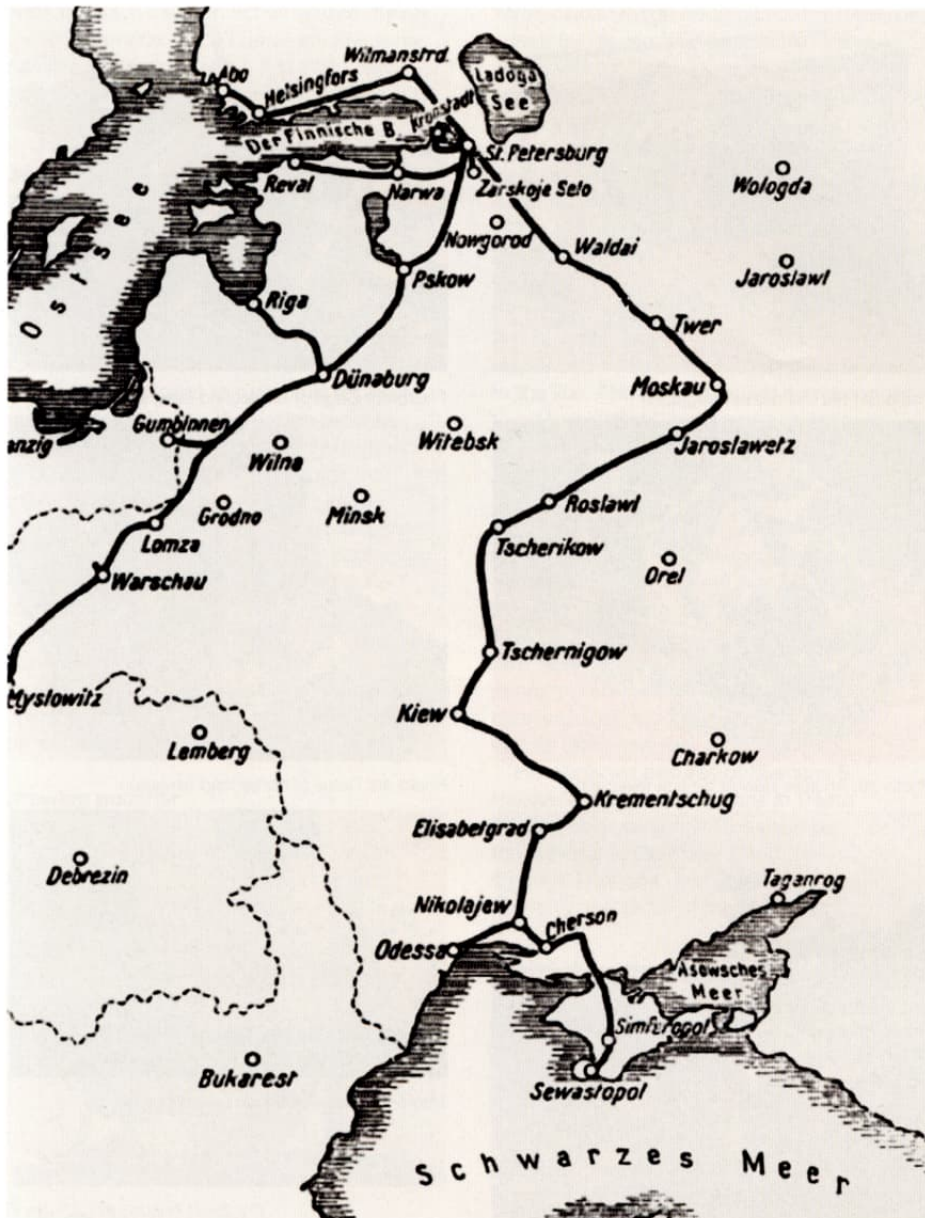 Abo
Helsingfors
Wilmanstrd.
Ladoga
See
Kronstadt
Der Finnische B.
St. Petersburg
Reval
Narwa
Zarskoje Selo
Wologda
Nowgorod
Waldai
Jaroslawl
Pskow
Ostsee
Riga
Twer
Dünaburg
Moskau
Gumbinnen
anzig
Wilna
Witebsk
Jaroslawetz
Grodno
Minsk
Roslawl
Lomza
Tscherikow
Orel
Warschau
Tschernigow
Myslowitz
Kiew
Lemberg
Charkow
Krementschug
Elisabetgrad
Debrezin
Taganrog
Nikolajew
Cherson
Odessa
Asowsches
Meer
Simferopol
Bukarest
Sewastopol
Schwarzes Meer